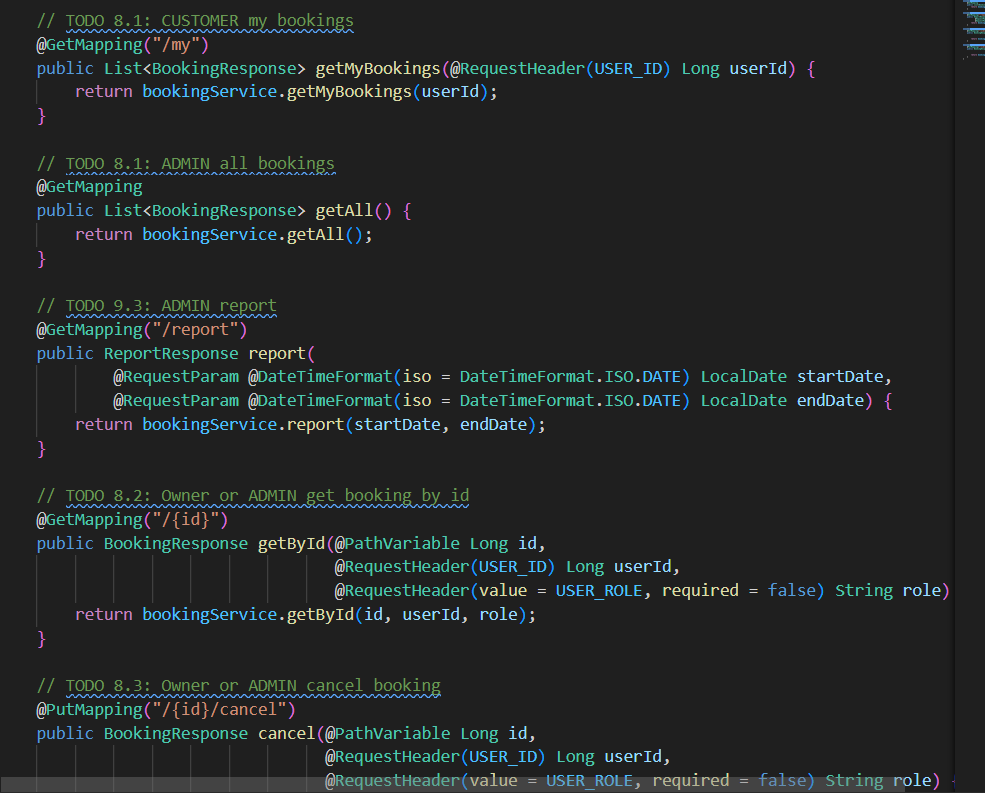 // TODO 8.1: CUSTOMER my bookings
@GetMapping("/my")
public List<BookingResponse> getMyBookings(@RequestHeader(USER_ID) Long userId) {
    return bookingService.getMyBookings(userId);
}
// TODO 8.1: ADMIN all bookings
@GetMapping
public List<BookingResponse> getAll() {
    return bookingService.getAll();
}
// TODO 9.3: ADMIN report
@GetMapping("/report")
public ReportResponse report(
        @RequestParam @DateTimeFormat(iso = DateTimeFormat.ISO.DATE) LocalDate startDate,
        @RequestParam @DateTimeFormat(iso = DateTimeFormat.ISO.DATE) LocalDate endDate) {
    return bookingService.report(startDate, endDate);
}
// TODO 8.2: Owner or ADMIN get booking by id
@GetMapping("/{id}")
public BookingResponse getById(@PathVariable Long id,
                               @RequestHeader(USER_ID) Long userId,
                               @RequestHeader(value = USER_ROLE, required = false) String role)
    return bookingService.getById(id, userId, role);
}
// TODO 8.3: Owner or ADMIN cancel booking
@PutMapping("/{id}/cancel")
public BookingResponse cancel(@PathVariable Long id,
                              @RequestHeader(USER_ID) Long userId,
                              @RequestHeader(value = USER_ROLE, required = false) String role) {